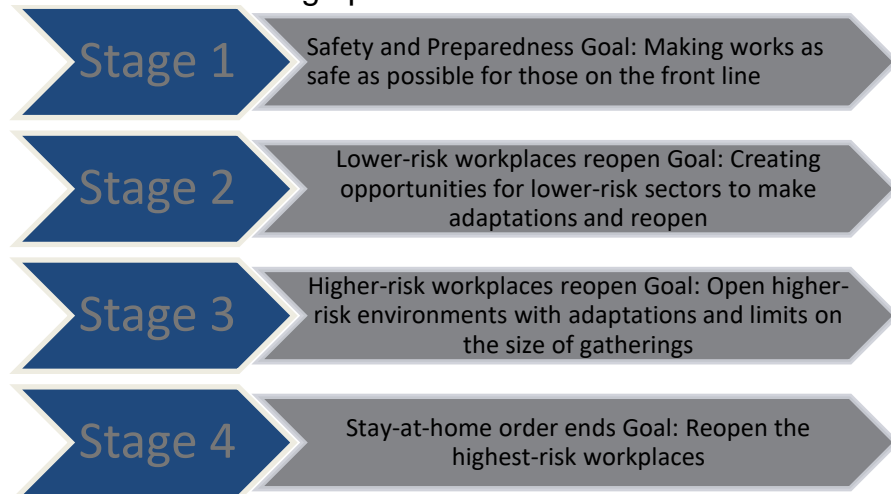 Stage 1
Safety and Preparedness Goal: Making works as
safe as possible for those on the front line
Stage 2
Lower-risk workplaces reopen Goal: Creating
opportunities for lower-risk sectors to make
adaptations and reopen
Stage 3
Higher-risk workplaces reopen Goal: Open higher-
risk environments with adaptations and limits on
the size of gatherings
Stage 4
Stay-at-home order ends Goal: Reopen the
highest-risk workplaces